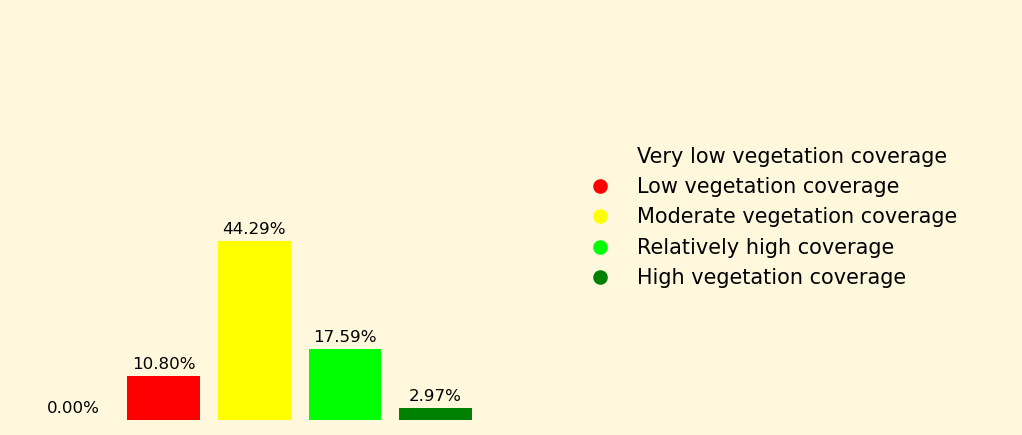 0.00%
10.80%
44.29%
17.59%
2.97%
Very low vegetation coverage
Low vegetation coverage
Moderate vegetation coverage
Relatively high coverage
High vegetation coverage